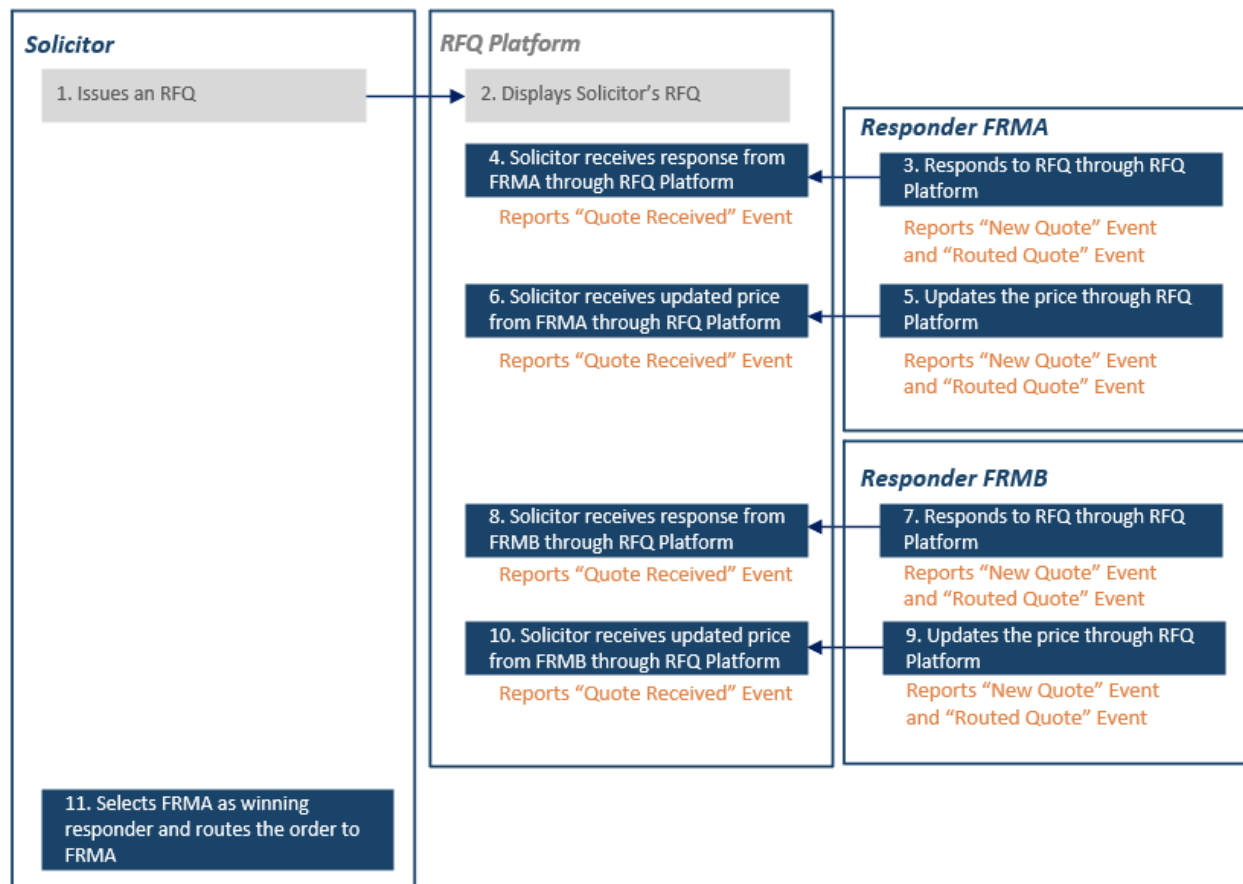 Solicitor
1. Issues an RFQ
RFQ Platform
2. Displays Solicitor's RFQ
Responder FRMA
4. Solicitor receives response from
FRMA through RFQ Platform
Reports “Quote Received” Event
3. Responds to RFQ through RFQ
Platform
Reports “New Quote” Event
and “Routed Quote” Event
6. Solicitor receives updated price
from FRMA through RFQ Platform
Reports “Quote Received” Event
5. Updates the price through RFQ
Platform
Reports “New Quote” Event
and “Routed Quote” Event
Responder FRMB
8. Solicitor receives response from
FRMB through RFQ Platform
Reports “Quote Received” Event
7. Responds to RFQ through RFQ
Platform
Reports “New Quote” Event
and “Routed Quote” Event
10. Solicitor receives updated price
from FRMB through RFQ Platform
Reports “Quote Received” Event
9. Updates the price through RFQ
Platform
Reports “New Quote” Event
and “Routed Quote” Event
11. Selects FRMA as winning
responder and routes the order to
FRMA